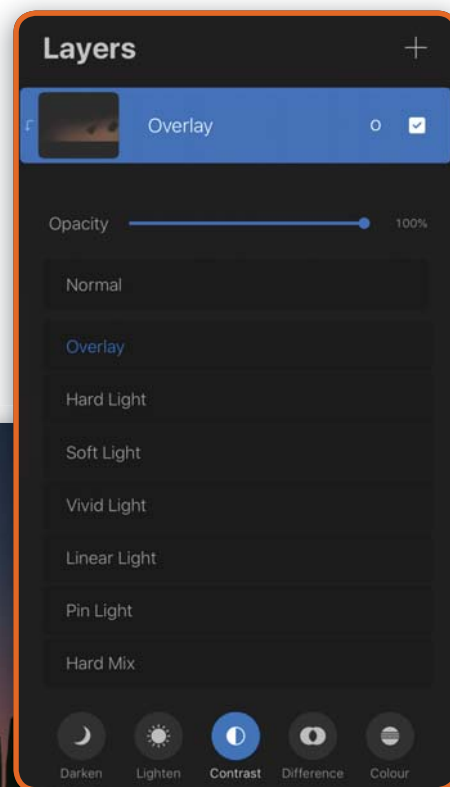 Layers
Overlay O
Opacity 100%
Normal
Overlay
Hard Light
Soft Light
Vivid Light
Linear Light
Pin Light
Hard Mix
Darken Lighten Contrast Difference Colour